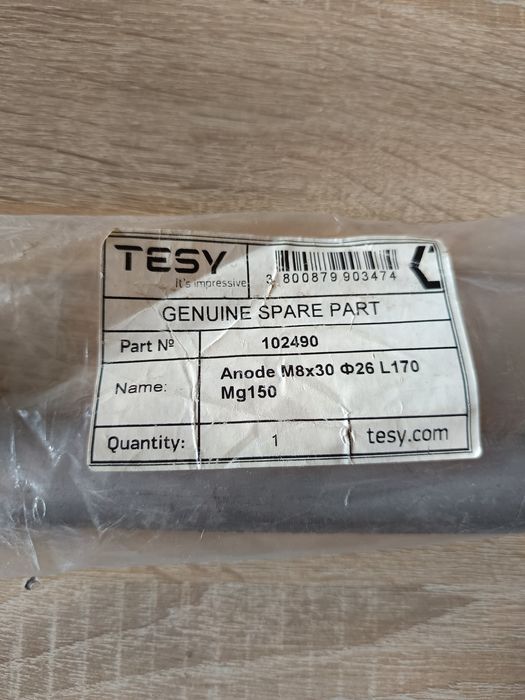 TESY
It's impressive
3 800879 903474
GENUINE SPARE PART
Part № 102490
Name: Anode M8x30 Ф26 L170
Mg150
Quantity: 1 tesy.com